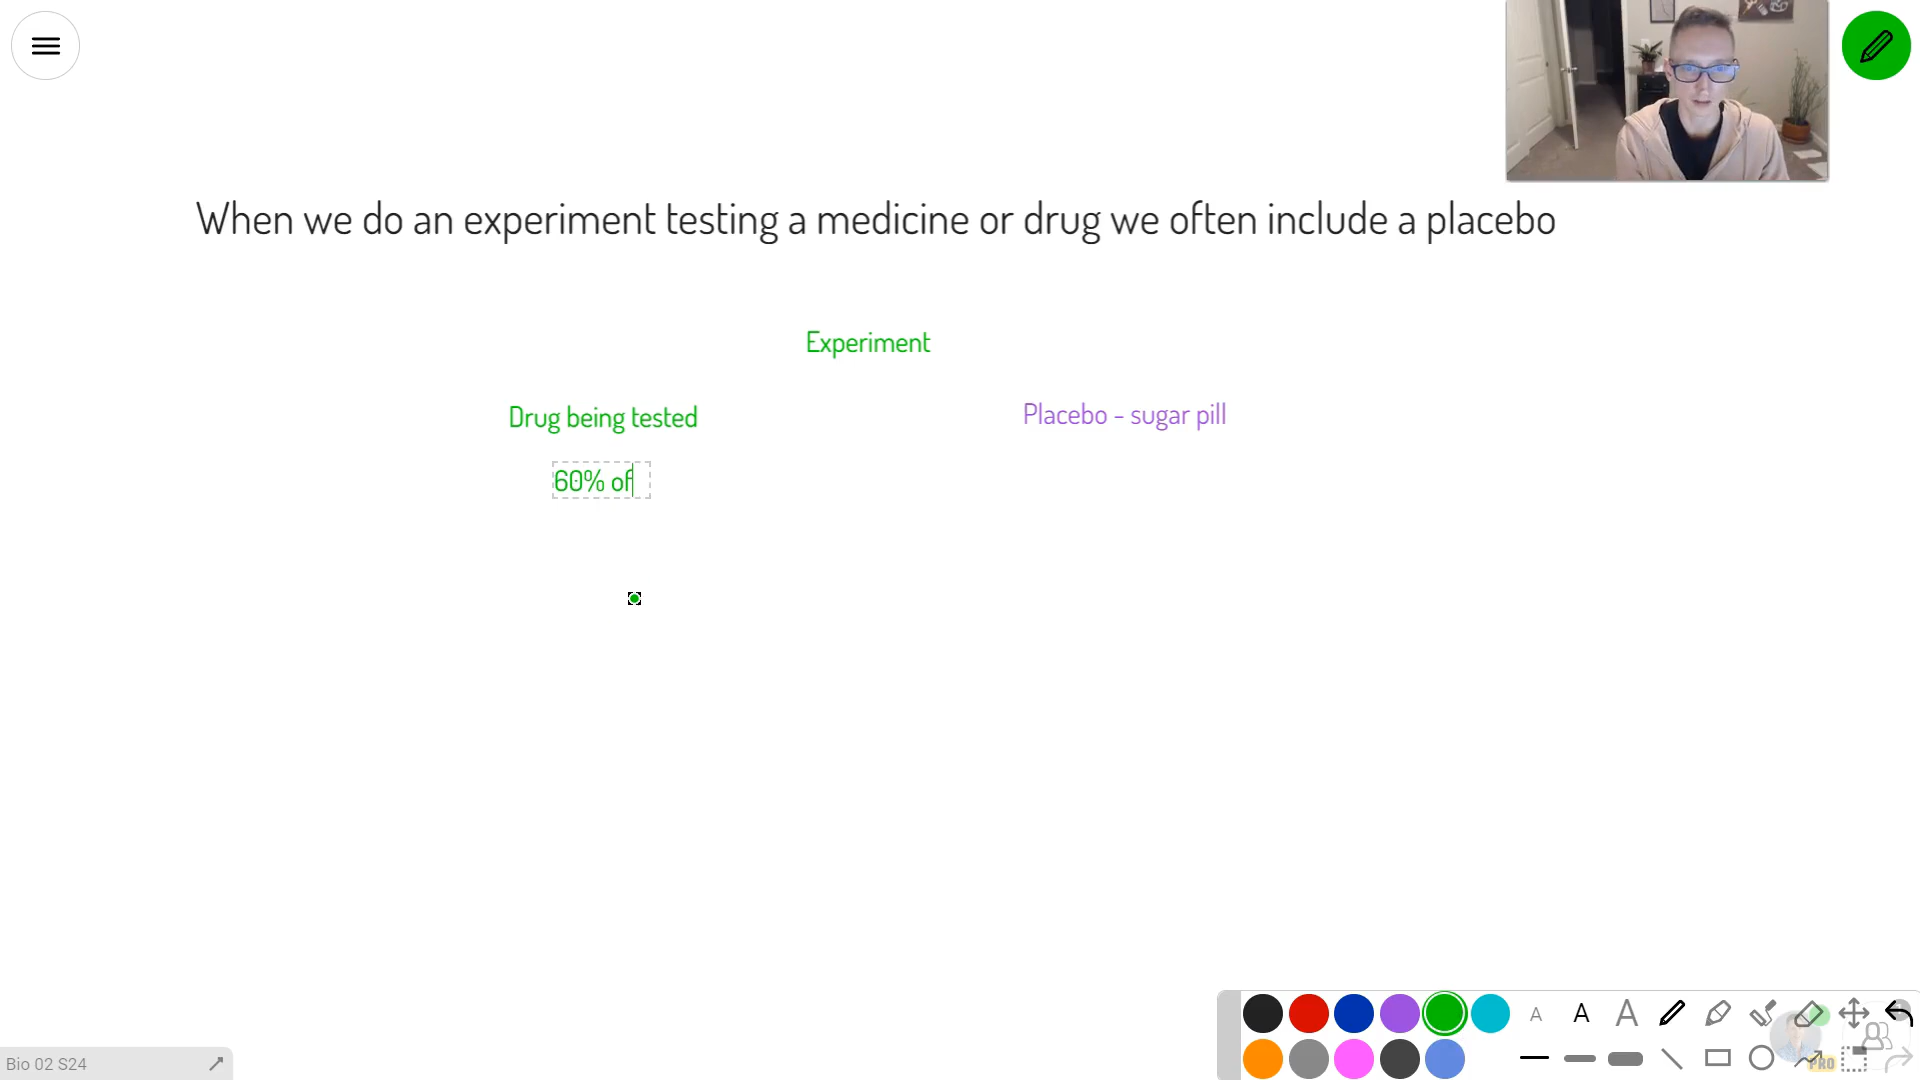 When we do an experiment testing a medicine or drug we often include a placebo
Experiment
Drug being tested
Placebo - sugar pill
60% of
Bio 02 S24
A A A
PRO